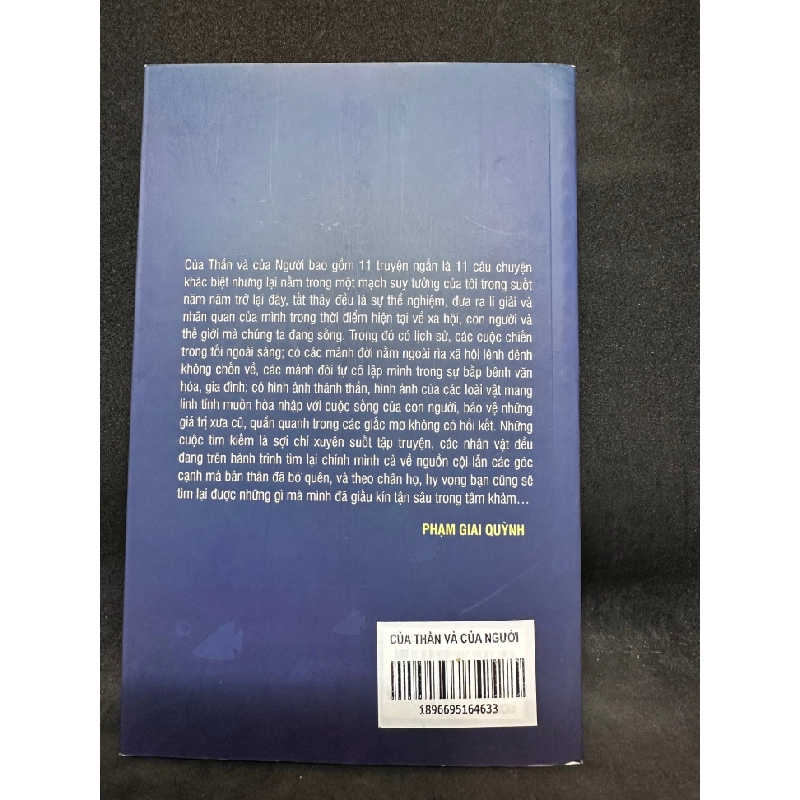 Của Thần và của Người bao gồm 11 truyện ngắn là 11 câu chuyện
khác biệt nhưng lại nằm trong một mạch suy tưởng của tôi trong suốt
năm năm trở lại đây, tất thảy đều là sự thể nghiệm, đưa ra lí giải và
nhân quan của mình trong thời điểm hiện tại về xã hội, con người và
thế giới mà chúng ta đang sống. Trong đó có lịch sử, các cuộc chiến
trong tối ngoài sáng; có các mảnh đời nằm ngoài rìa xã hội lênh đênh
không chốn về, các mảnh đời tự cô lập mình trong sự bấp bênh văn
hóa, gia đình; có hình ảnh thánh thần, hình ảnh của các loài vật mang
linh tính muốn hòa nhập với cuộc sống của con người, bảo vệ những
giá trị xưa cũ, quẩn quanh trong các giấc mơ không có hồi kết. Những
cuộc tìm kiếm là sợi chỉ xuyên suốt tập truyện, các nhân vật đều
đang trên hành trình tìm lại chính mình cả về nguồn cội lẫn các góc
cạnh mà bản thân đã bỏ quên, và theo chân họ, hy vọng bạn cũng sẽ
tìm lại được những gì mà mình đã giấu kín tận sâu trong tâm khảm...
PHẠM GIAI QUỲNH
CỦA THẦN VÀ CỦA NGƯỜI
1896695164633